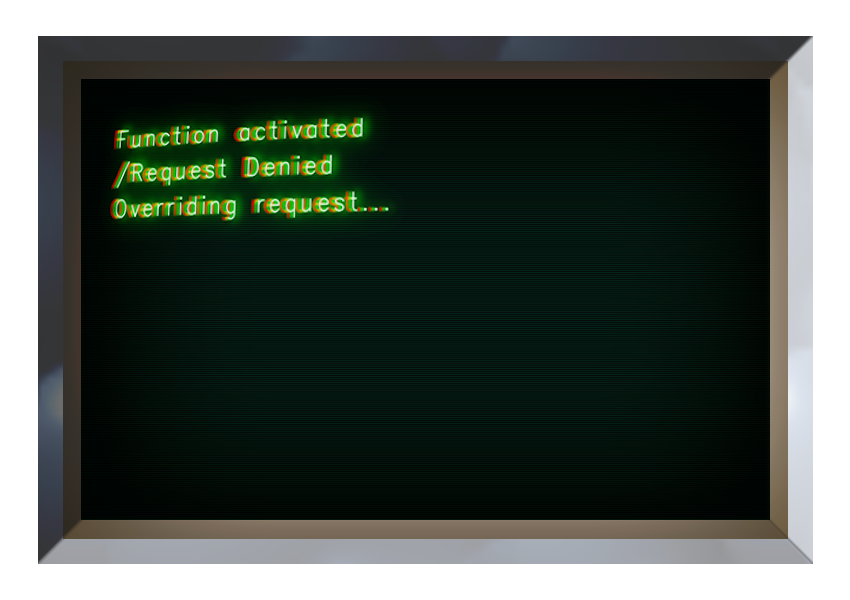 Function activated
/Request Denied
Overriding request...